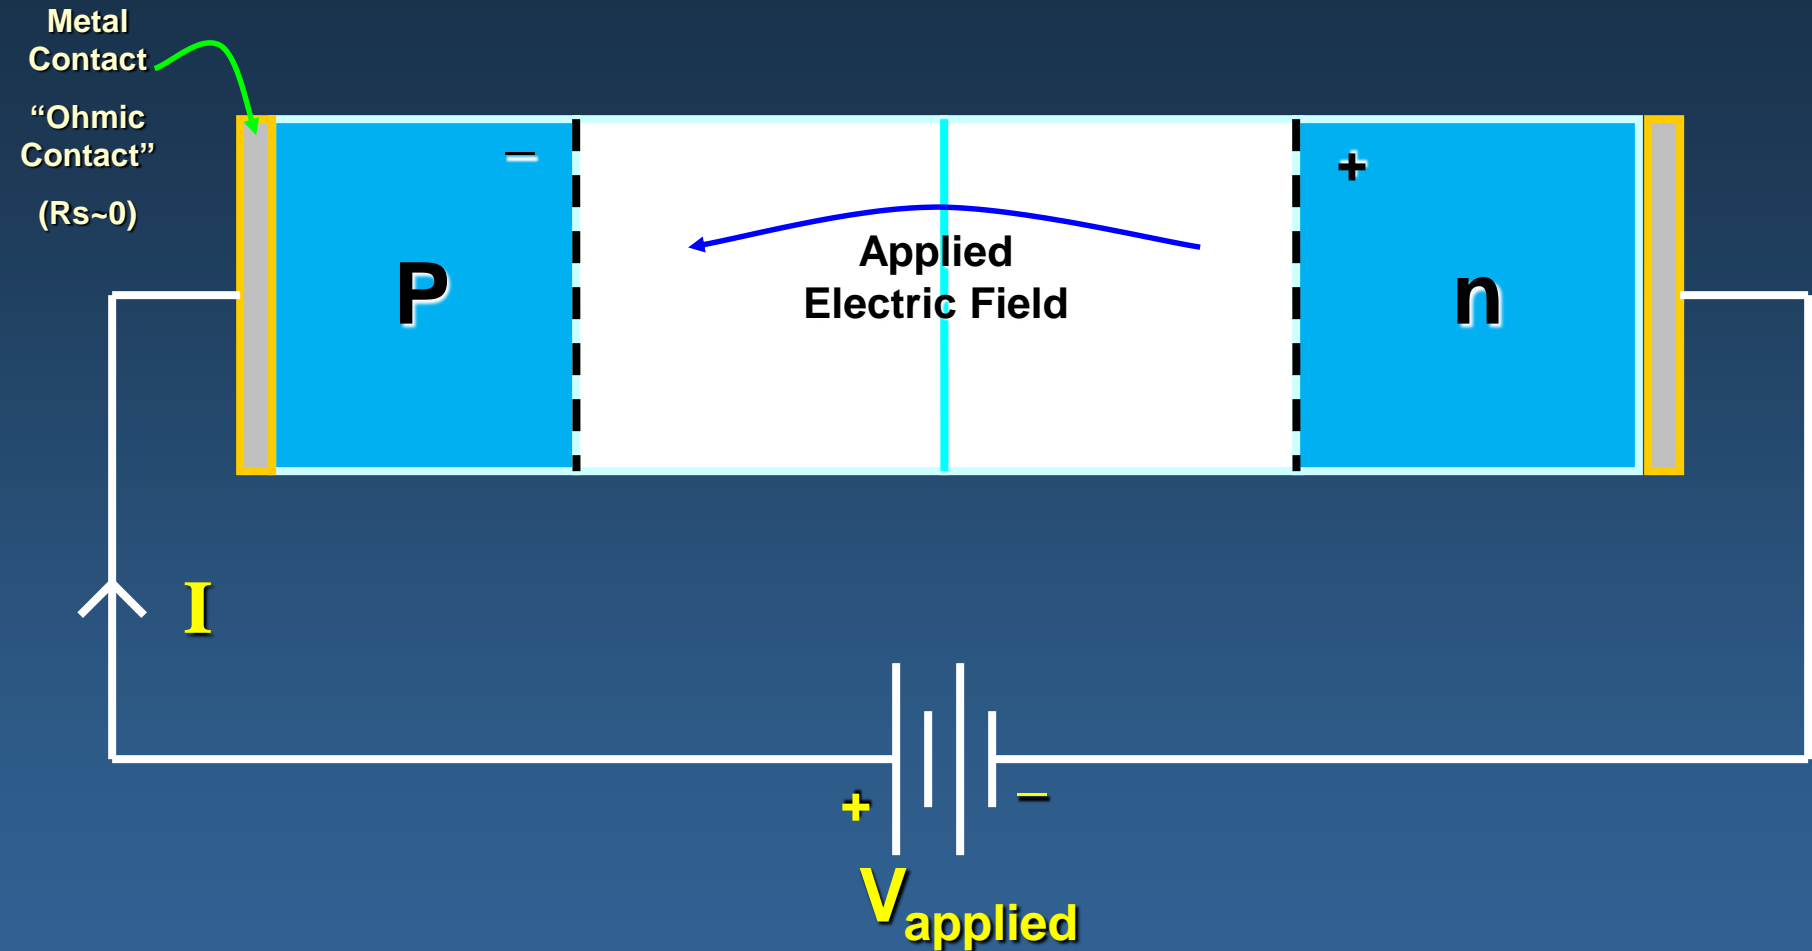 Metal
Contact
“Ohmic
Contact”
(Rs~0)
–
+
P
Applied
Electric Field
n
I
+
–
Vapplied